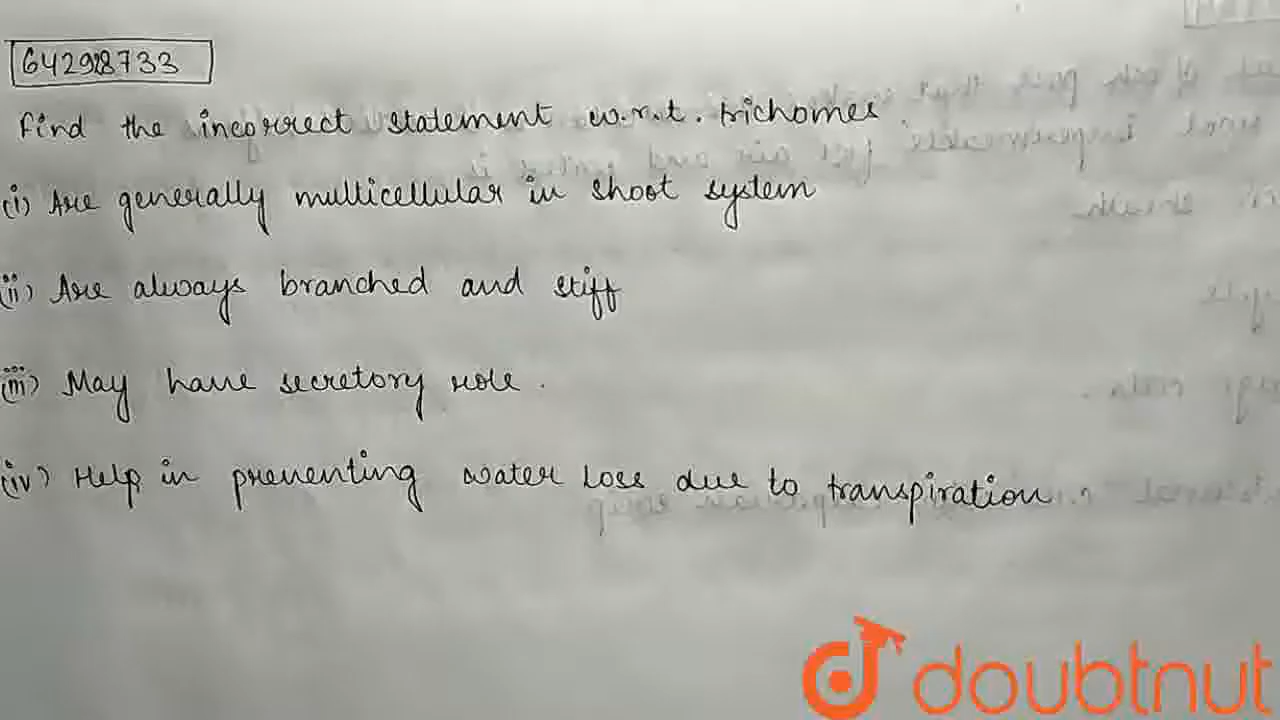 64298733
Find the incorrect statement w.r.t. trichomes
(i) Are generally multicellular in shoot system
(ii) Are always branched and stiff
(iii) May have secretory role.
(iv) Help in preventing water loss due to transpiration.
doubtnut